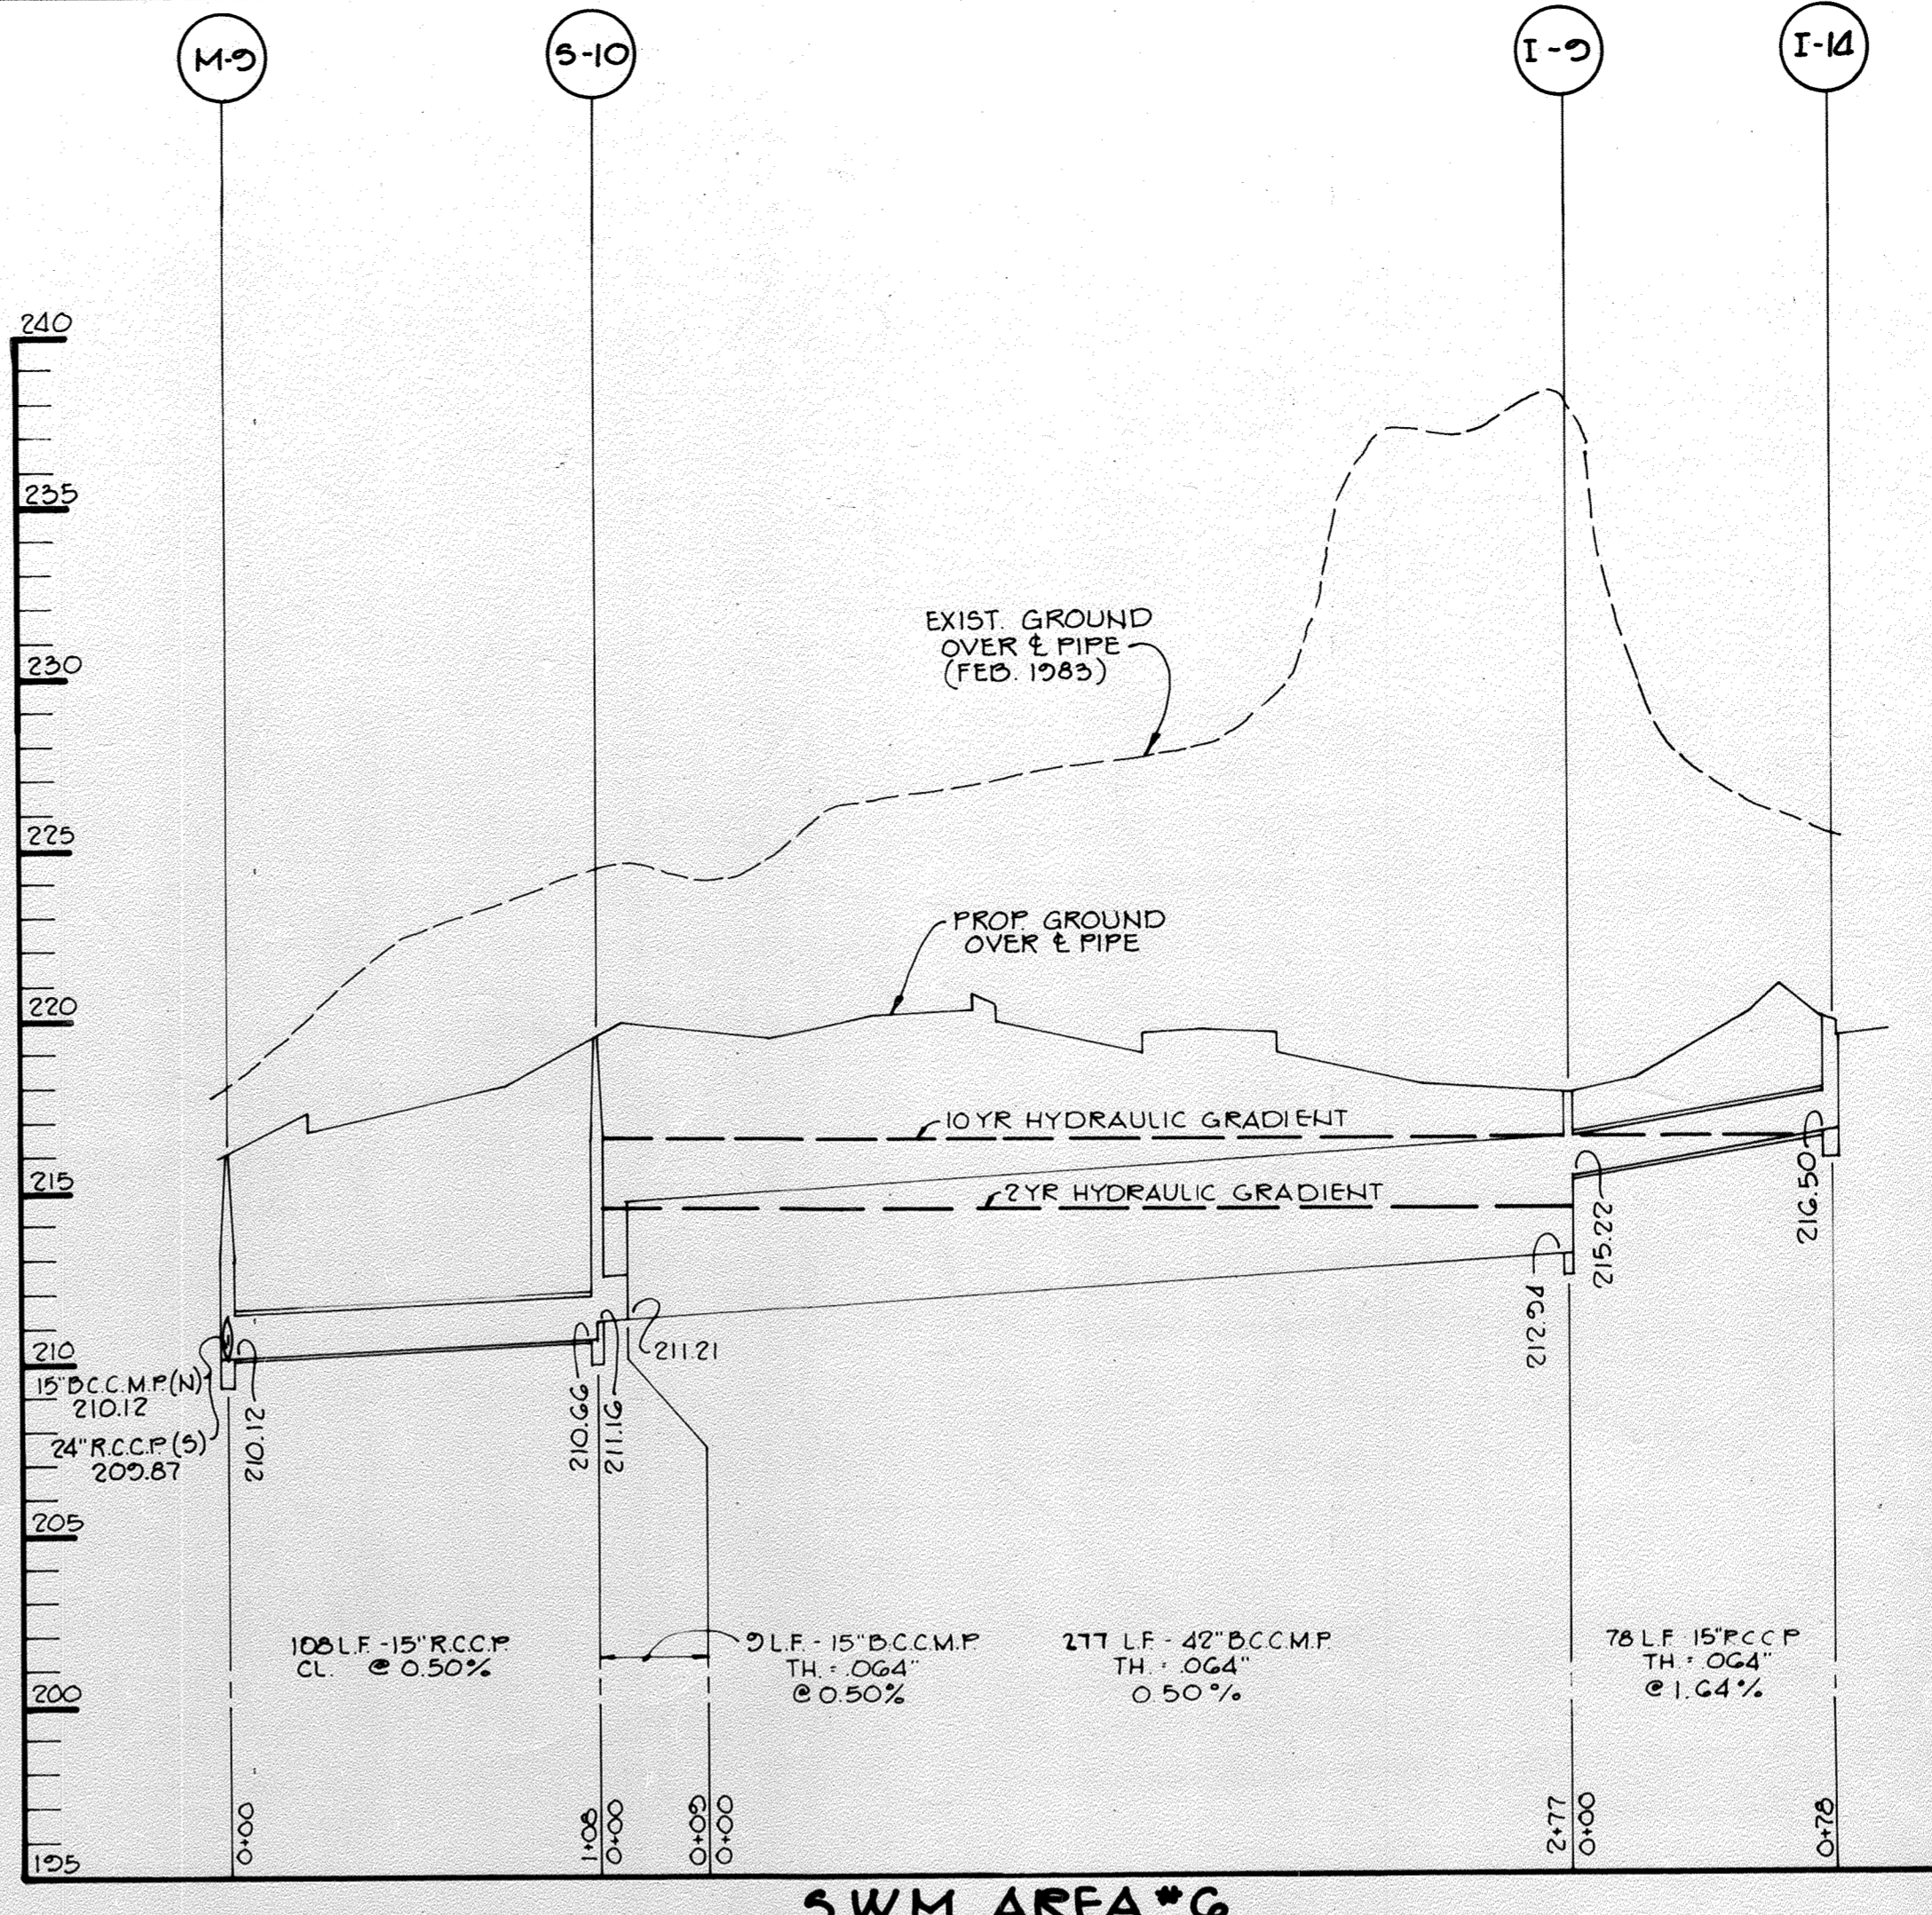 M-9
S-10
I-9
I-14
240
235
230
225
220
215
210
205
200
195
EXIST. GROUND
OVER ℄ PIPE
(FEB. 1983)
PROP. GROUND
OVER ℄ PIPE
10 YR HYDRAULIC GRADIENT
2 YR HYDRAULIC GRADIENT
15" B.C.C.M.P. (N)
210.12
24" R.C.C.P. (S)
209.87
210.12
210.66
211.16
211.21
212.94
215.22
216.50
108 L.F. - 15" R.C.C.P.
CL. @ 0.50%
9 L.F. - 15" B.C.C.M.P.
TH. = .064"
@ 0.50%
277 L.F. - 42" B.C.C.M.P.
TH. = .064"
0.50%
78 L.F. 15" R.C.C.P.
TH. = .064"
@ 1.64%
0+00
1+08
0+00
0+09
0+00
2+77
0+00
0+78
SWM AREA #6